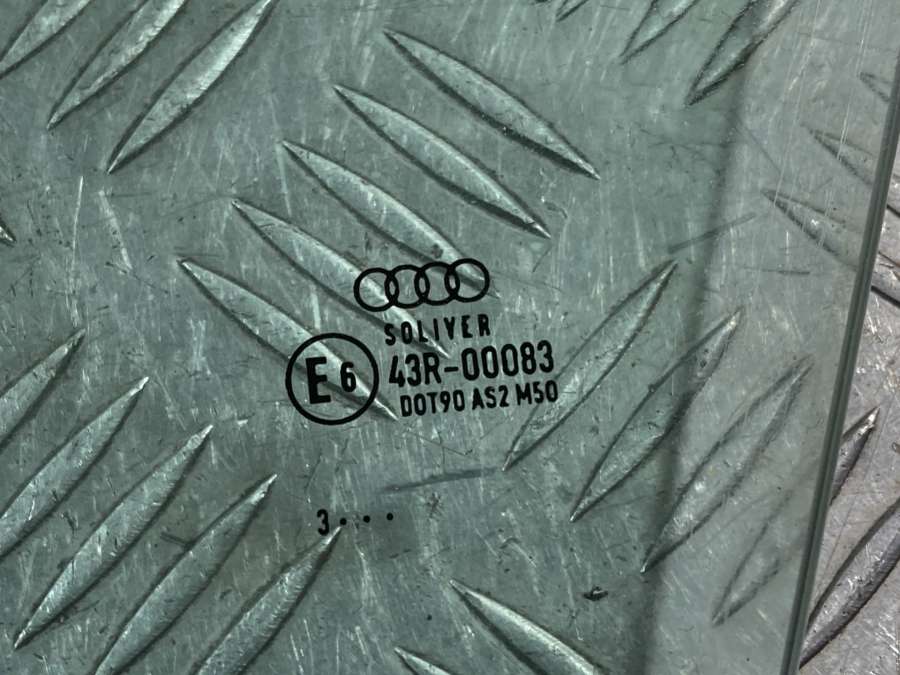 SOLIVER
E6 43R-00083
DOT90 AS2 M50
3...